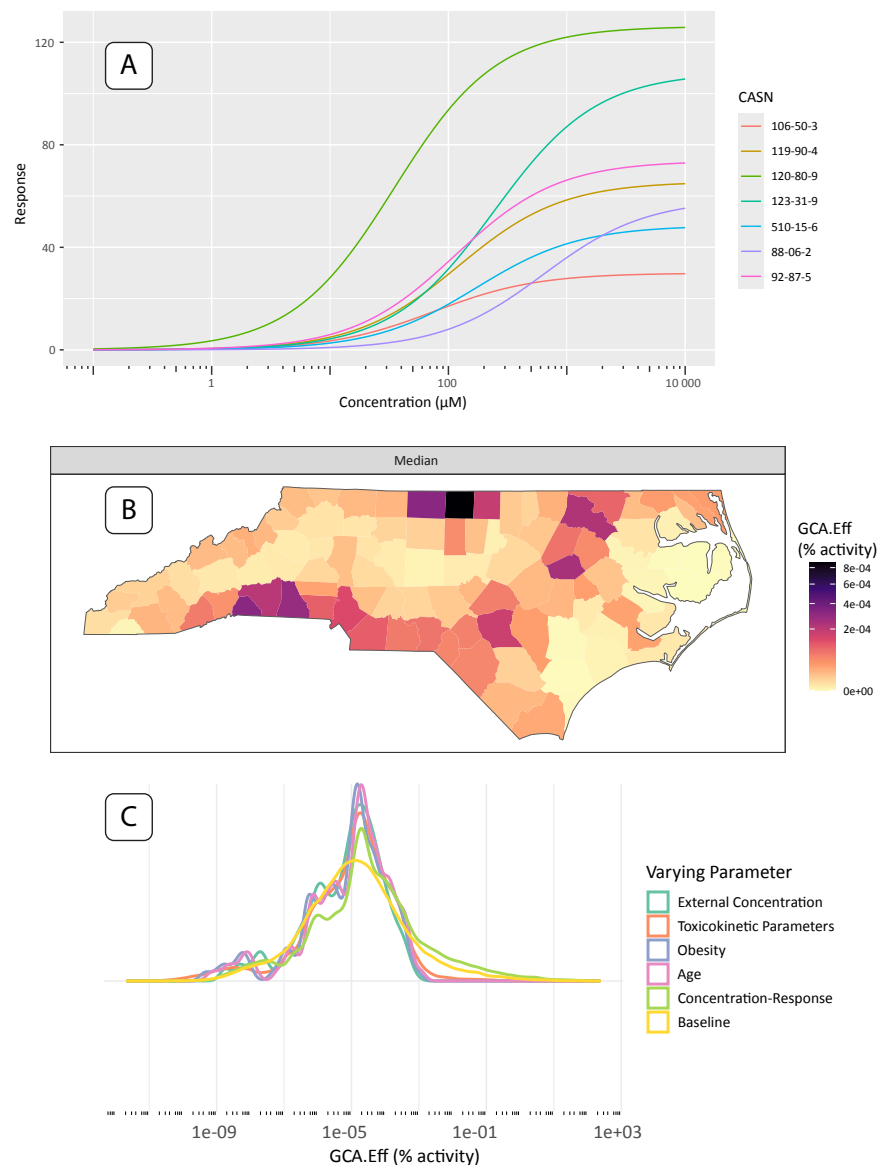 A
120
80
40
0
Response
1
100
10 000
Concentration (µM)
CASN
106-50-3
119-90-4
120-80-9
123-31-9
510-15-6
88-06-2
92-87-5
Median
B
GCA.Eff
(% activity)
8e-04
6e-04
4e-04
2e-04
0e+00
C
Varying Parameter
External Concentration
Toxicokinetic Parameters
Obesity
Age
Concentration-Response
Baseline
1e-09
1e-05
1e-01
1e+03
GCA.Eff (% activity)